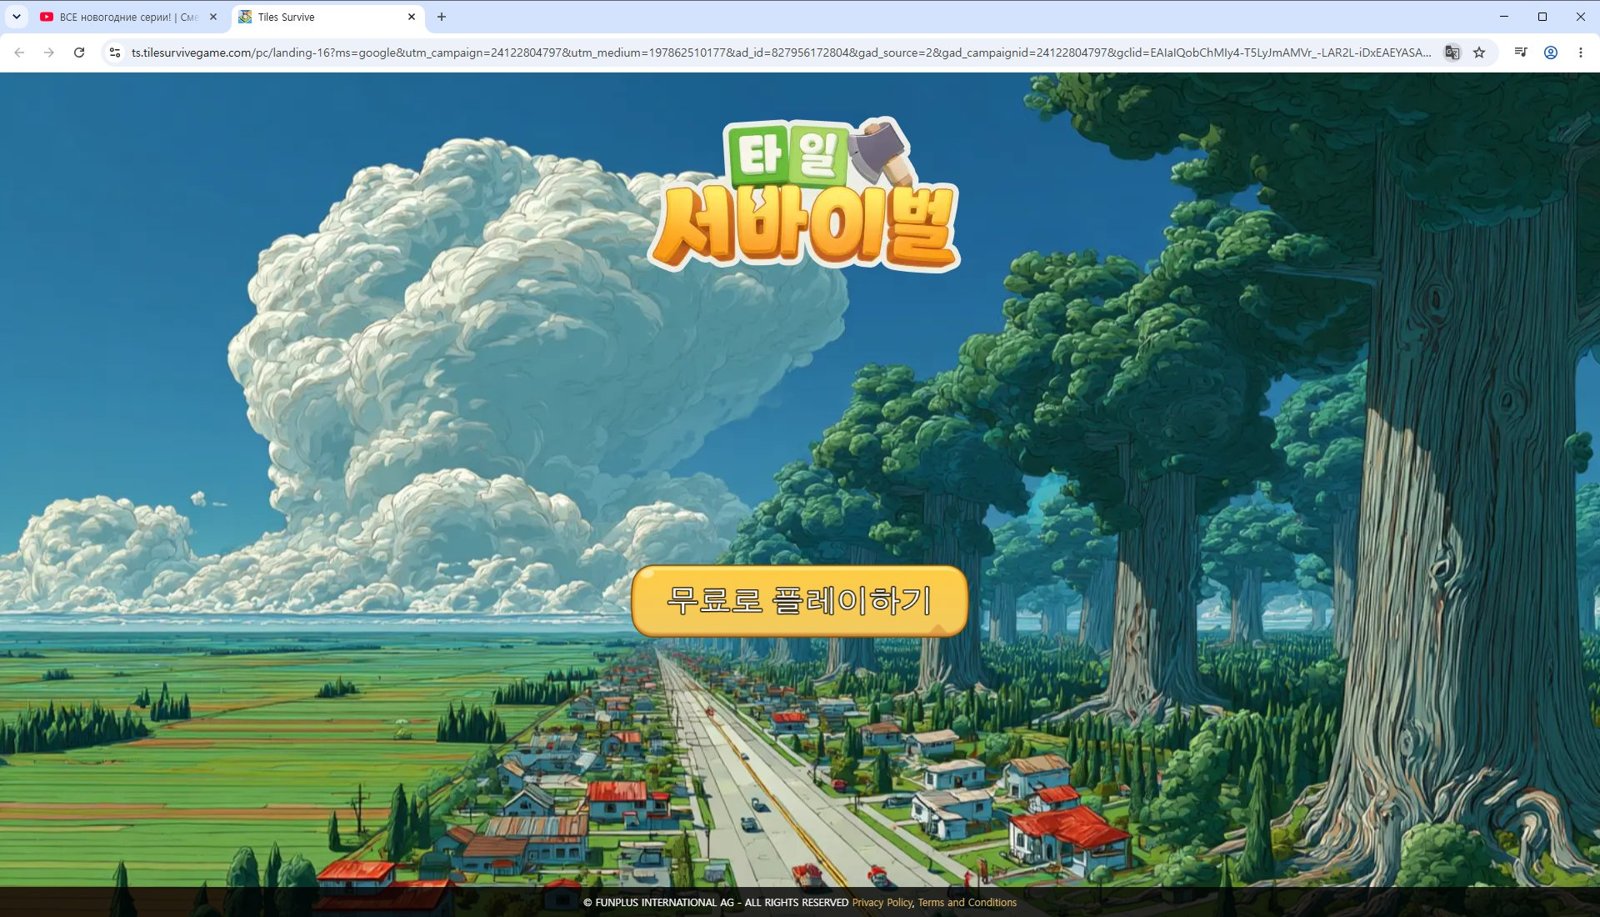 ВСЕ новогодние серии! | Сме
Tiles Survive
ts.tilesurvivegame.com/pc/landing-16?ms=google&utm_campaign=24122804797&utm_medium=197862510177&ad_id=827956172804&gad_source=2&gad_campaignid=24122804797&gclid=EAIaIQobChMIy4-T5LyJmAMVr_-LAR2L-iDxEAEYASA...
타일
서바이벌
무료로 플레이하기
© FUNPLUS INTERNATIONAL AG - ALL RIGHTS RESERVED Privacy Policy, Terms and Conditions